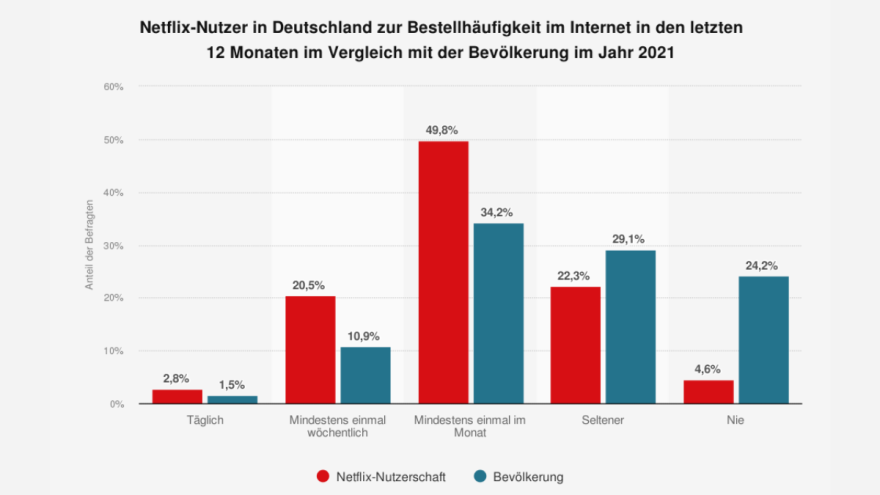 Netflix-Nutzer in Deutschland zur Bestellhäufigkeit im Internet in den letzten
12 Monaten im Vergleich mit der Bevölkerung im Jahr 2021
60%
50%
40%
30%
20%
10%
0%
Anteil der Befragten
2,8%
1,5%
20,5%
10,9%
49,8%
34,2%
22,3%
29,1%
4,6%
24,2%
Täglich
Mindestens einmal
wöchentlich
Mindestens einmal im
Monat
Seltener
Nie
Netflix-Nutzerschaft
Bevölkerung